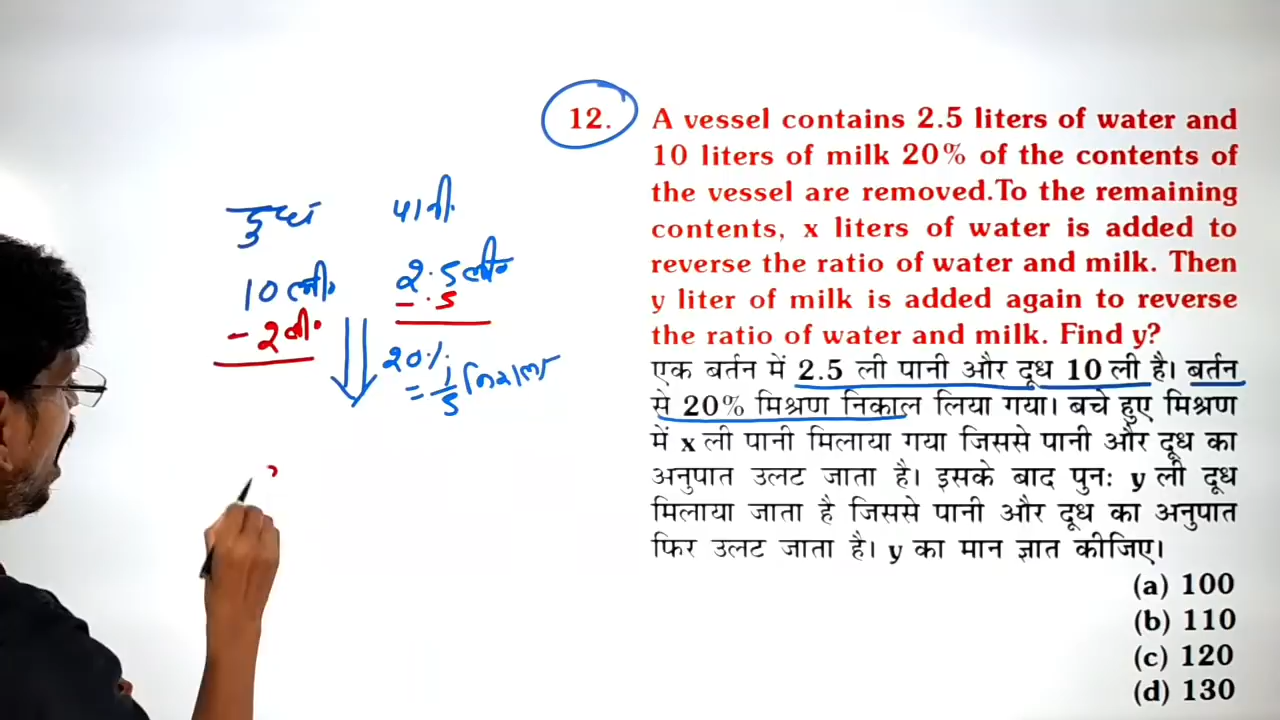 12. A vessel contains 2.5 liters of water and
10 liters of milk 20% of the contents of
the vessel are removed.To the remaining
contents, x liters of water is added to
reverse the ratio of water and milk. Then
y liter of milk is added again to reverse
the ratio of water and milk. Find y?
एक बर्तन में 2.5 ली पानी और दूध 10 ली है। बर्तन
से 20% मिश्रण निकाल लिया गया। बचे हुए मिश्रण
में x ली पानी मिलाया गया जिससे पानी और दूध का
अनुपात उलट जाता है। इसके बाद पुनः y ली दूध
मिलाया जाता है जिससे पानी और दूध का अनुपात
फिर उलट जाता है। y का मान ज्ञात कीजिए।
(a) 100
(b) 110
(c) 120
(d) 130
दुध पानी
10 ली० 2.5 ली०
- 2 ली० - .5
20%
= 1/5 निकाला